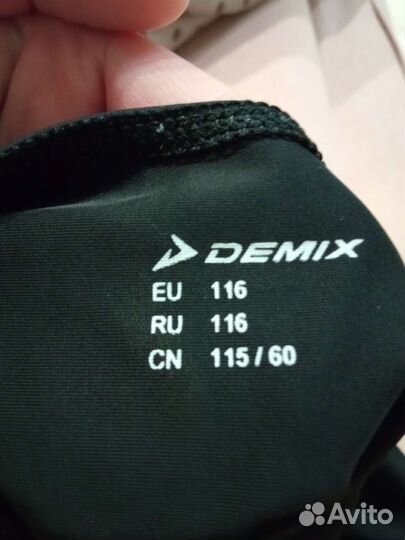 DEMIX
EU 116
RU 116
CN 115 / 60
Avito